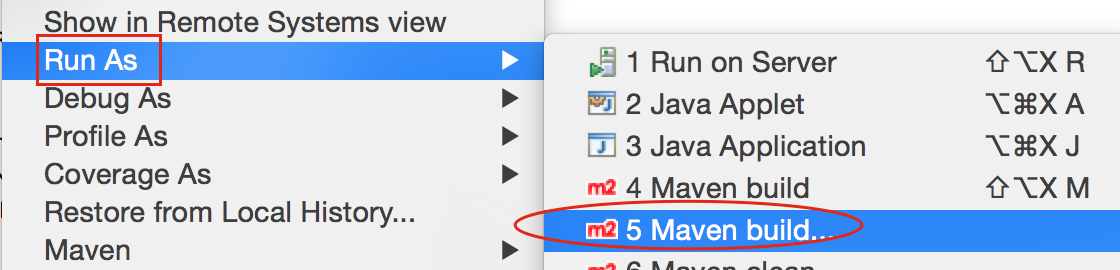 Show in Remote Systems view
Run As
Debug As
Profile As
Coverage As
Restore from Local History...
Maven
1 Run on Server ⇧⌥X R
2 Java Applet ⌥⌘X A
3 Java Application ⌥⌘X J
m2 4 Maven build ⇧⌥X M
m2 5 Maven build...
6 Maven clean